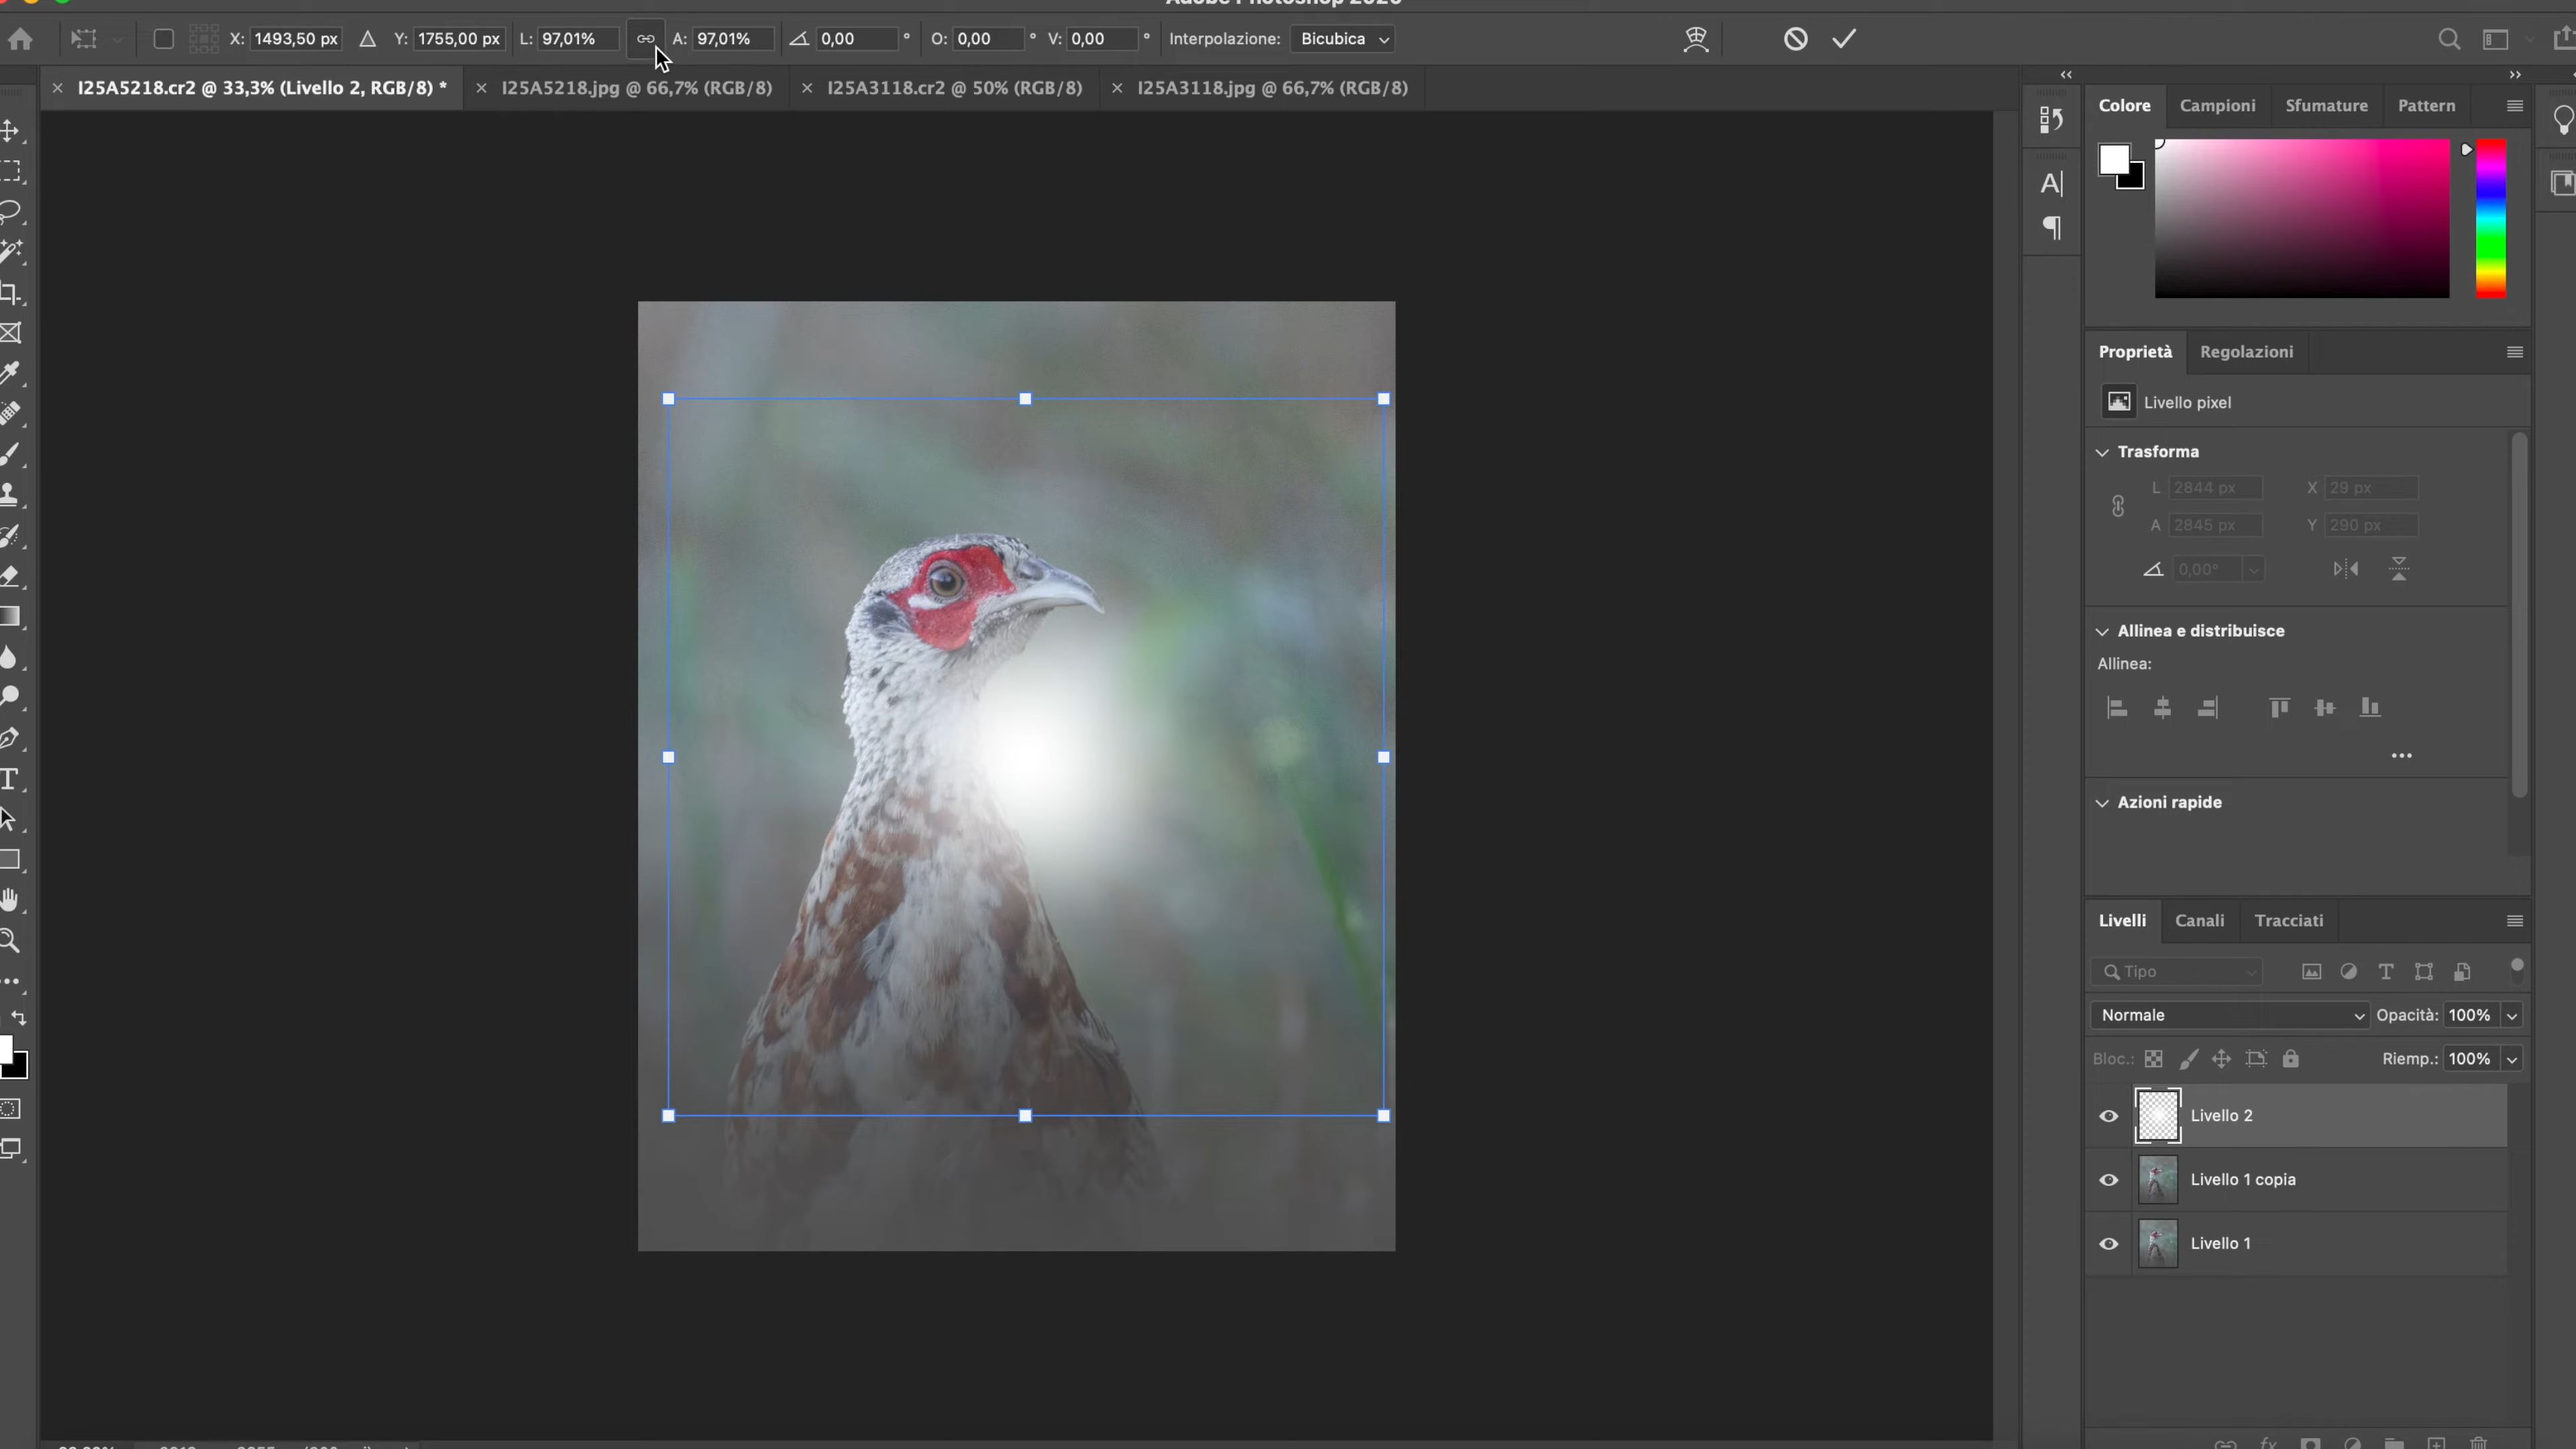 X: 1493,50 px Y: 1755,00 px L: 97,01% A: 97,01% 0,00 ° O: 0,00 ° V: 0,00 ° Interpolazione: Bicubica
I25A5218.cr2 @ 33,3% (Livello 2, RGB/8) * I25A5218.jpg @ 66,7% (RGB/8) I25A3118.cr2 @ 50% (RGB/8) I25A3118.jpg @ 66,7% (RGB/8)
Colore Campioni Sfumature Pattern
Proprietà Regolazioni
Livello pixel
Trasforma
L 2844 px X 29 px
A 2845 px Y 290 px
0,00°
Allinea e distribuisce
Allinea:
Azioni rapide
Livelli Canali Tracciati
Tipo
Normale Opacità: 100%
Bloc.: Riemp.: 100%
Livello 2
Livello 1 copia
Livello 1